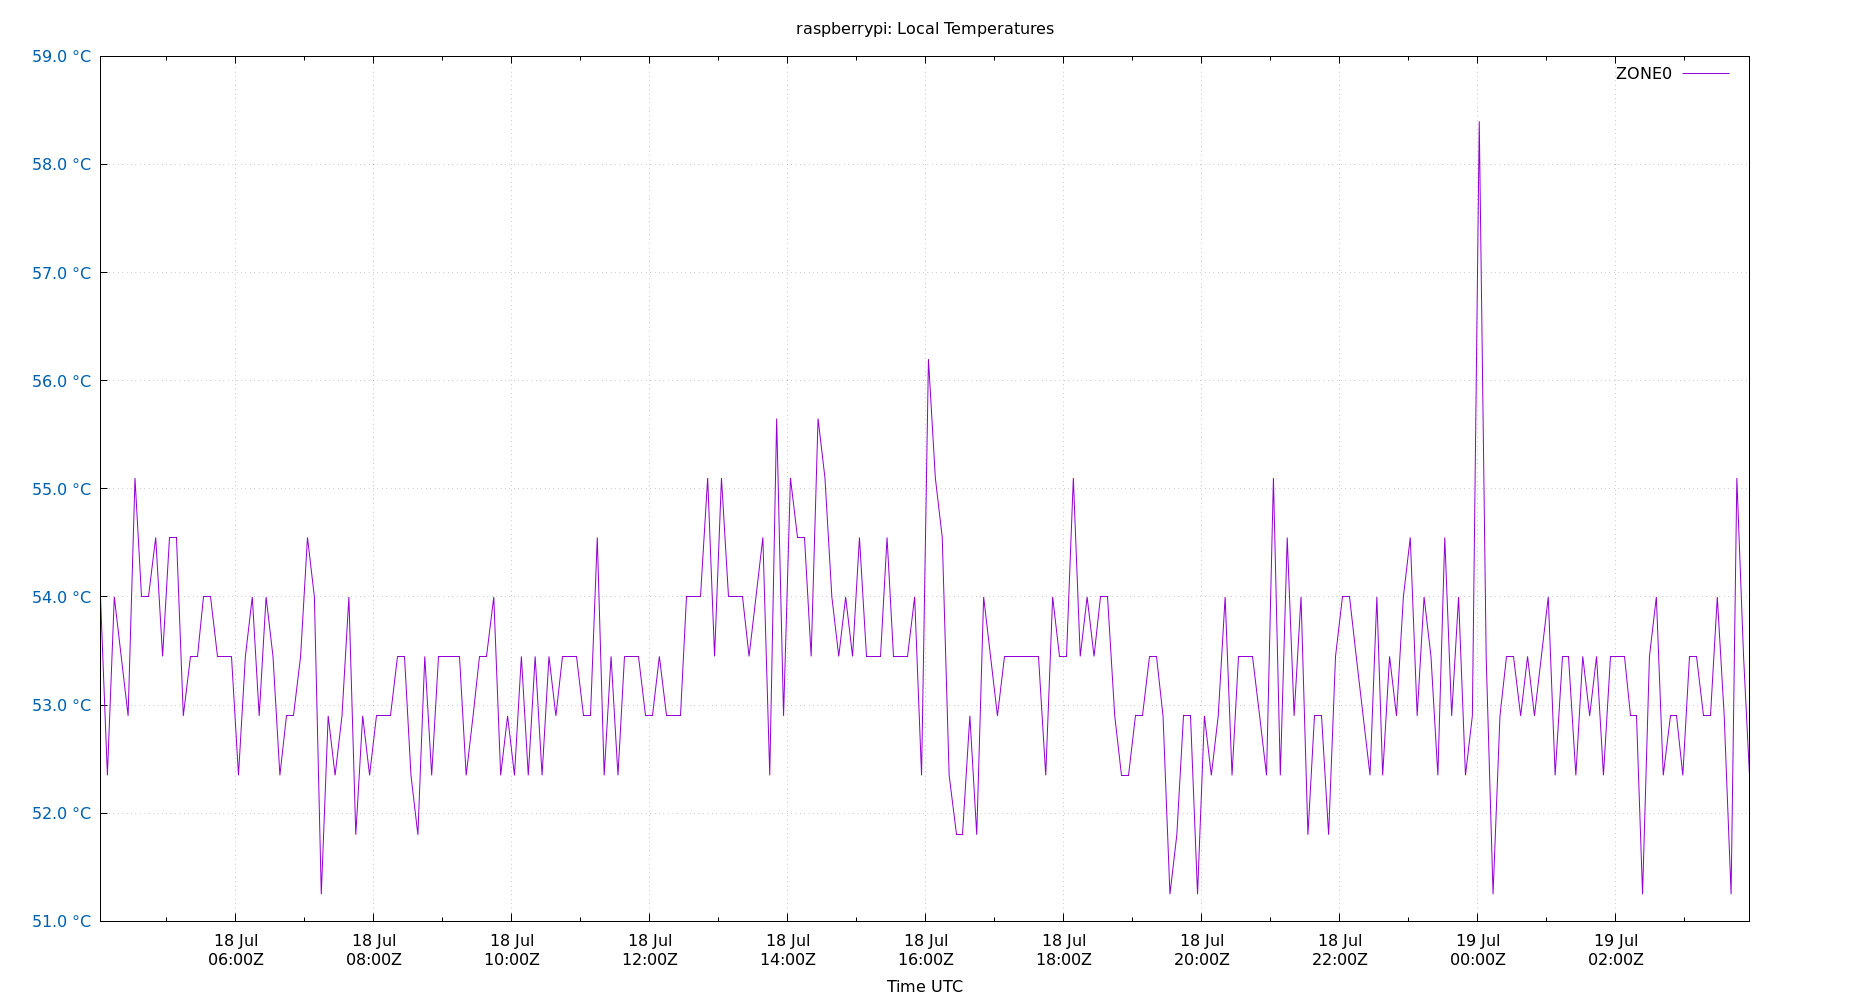 raspberrypi: Local Temperatures
ZONE0
59.0 °C
58.0 °C
57.0 °C
56.0 °C
55.0 °C
54.0 °C
53.0 °C
52.0 °C
51.0 °C
18 Jul 18 Jul 18 Jul 18 Jul 18 Jul 18 Jul 18 Jul 18 Jul 18 Jul 19 Jul 19 Jul
06:00Z 08:00Z 10:00Z 12:00Z 14:00Z 16:00Z 18:00Z 20:00Z 22:00Z 00:00Z 02:00Z
Time UTC